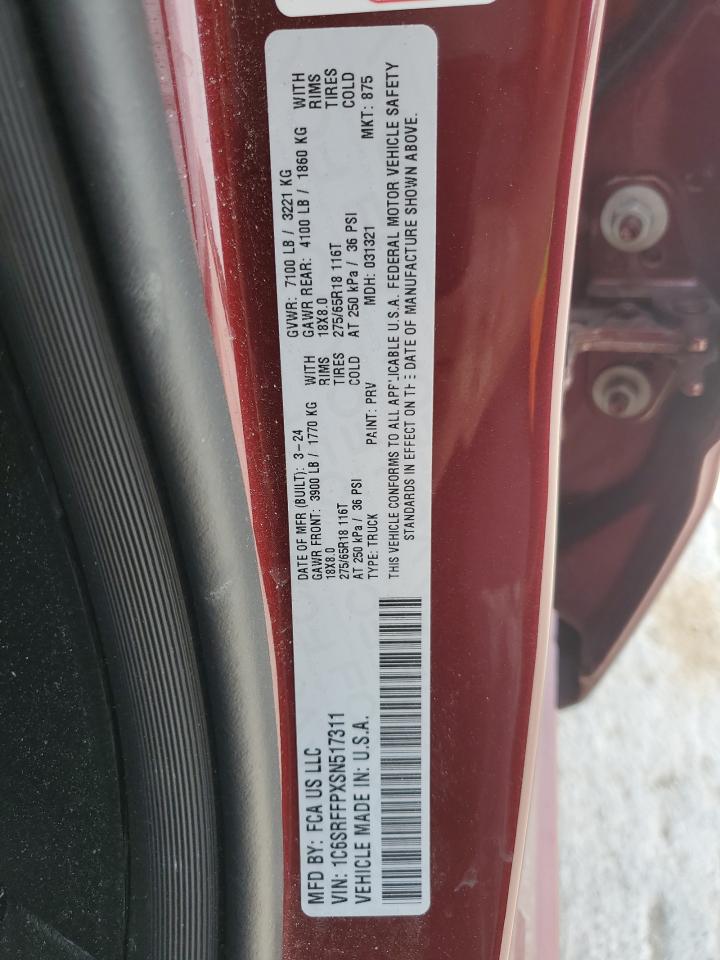 MFD BY: FCA US LLC
VIN: 1C6SRFFPXSN517311
VEHICLE MADE IN: U.S.A.
DATE OF MFR (BUILT): 3-24 GVWR: 7100 LB / 3221 KG
GAWR FRONT: 3900 LB / 1770 KG WITH GAWR REAR: 4100 LB / 1860 KG WITH
18X8.0 RIMS 18X8.0 RIMS
275/65R18 116T TIRES 275/65R18 116T TIRES
AT 250 kPa / 36 PSI COLD AT 250 kPa / 36 PSI COLD
TYPE: TRUCK PAINT: PRV MDH: 031321 MKT: 875
THIS VEHICLE CONFORMS TO ALL APPLICABLE U.S.A. FEDERAL MOTOR VEHICLE SAFETY
STANDARDS IN EFFECT ON THE DATE OF MANUFACTURE SHOWN ABOVE.